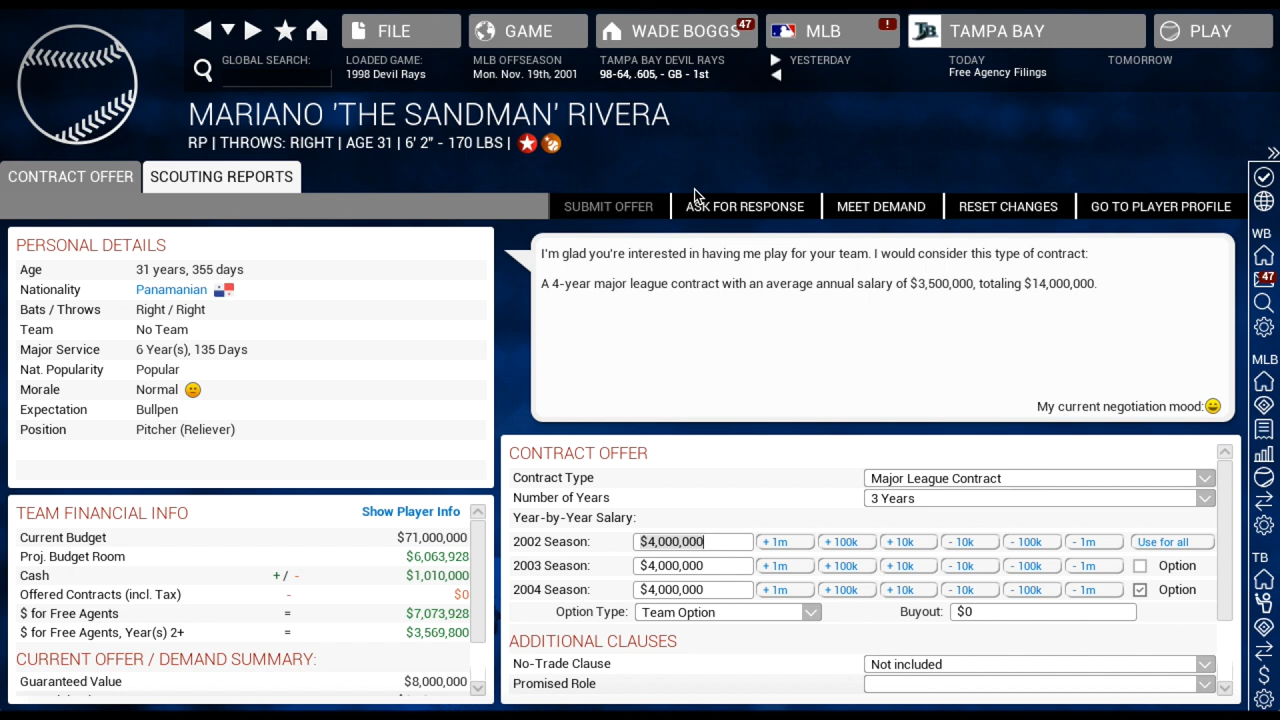 FILE
GAME
WADE BOGGS
47
MLB
!
TAMPA BAY
PLAY
GLOBAL SEARCH:
LOADED GAME:
1998 Devil Rays
MLB OFFSEASON
Mon. Nov. 19th, 2001
TAMPA BAY DEVIL RAYS
98-64, .605, - GB - 1st
YESTERDAY
TODAY
Free Agency Filings
TOMORROW
MARIANO 'THE SANDMAN' RIVERA
RP | THROWS: RIGHT | AGE 31 | 6' 2" - 170 LBS |
CONTRACT OFFER
SCOUTING REPORTS
SUBMIT OFFER
ASK FOR RESPONSE
MEET DEMAND
RESET CHANGES
GO TO PLAYER PROFILE
PERSONAL DETAILS
Age 31 years, 355 days
Nationality Panamanian
Bats / Throws Right / Right
Team No Team
Major Service 6 Year(s), 135 Days
Nat. Popularity Popular
Morale Normal
Expectation Bullpen
Position Pitcher (Reliever)
I'm glad you're interested in having me play for your team. I would consider this type of contract:
A 4-year major league contract with an average annual salary of $3,500,000, totaling $14,000,000.
My current negotiation mood:
TEAM FINANCIAL INFO Show Player Info
Current Budget $71,000,000
Proj. Budget Room $6,063,928
Cash + / - $1,010,000
Offered Contracts (incl. Tax) - $0
$ for Free Agents = $7,073,928
$ for Free Agents, Year(s) 2+ = $3,569,800
CURRENT OFFER / DEMAND SUMMARY:
Guaranteed Value $8,000,000
CONTRACT OFFER
Contract Type Major League Contract
Number of Years 3 Years
Year-by-Year Salary:
2002 Season: $4,000,000 + 1m + 100k + 10k - 10k - 100k - 1m Use for all
2003 Season: $4,000,000 + 1m + 100k + 10k - 10k - 100k - 1m Option
2004 Season: $4,000,000 + 1m + 100k + 10k - 10k - 100k - 1m Option
Option Type: Team Option Buyout: $0
ADDITIONAL CLAUSES
No-Trade Clause Not included
Promised Role
WB
47
MLB
TB